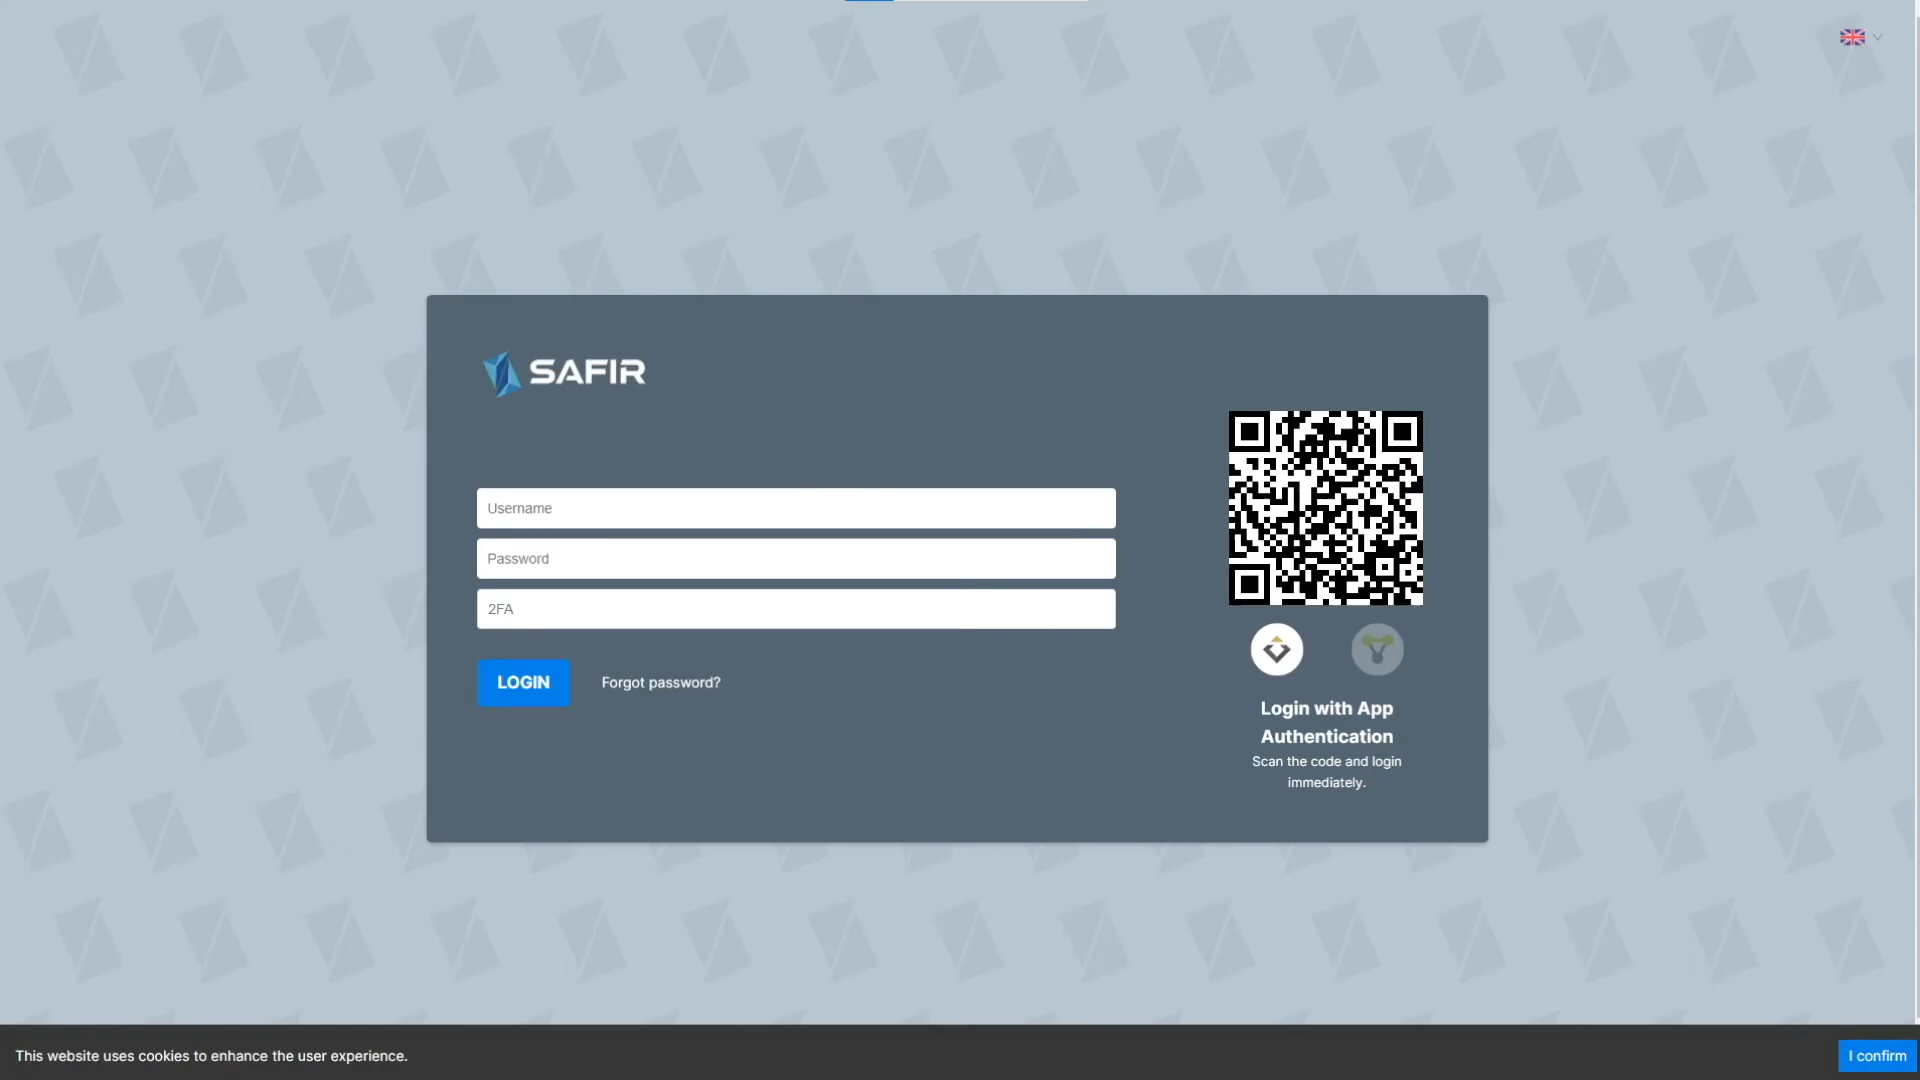 SAFIR
Username
Password
2FA
LOGIN
Forgot password?
Login with App
Authentication
Scan the code and login
immediately.
This website uses cookies to enhance the user experience.
I confirm